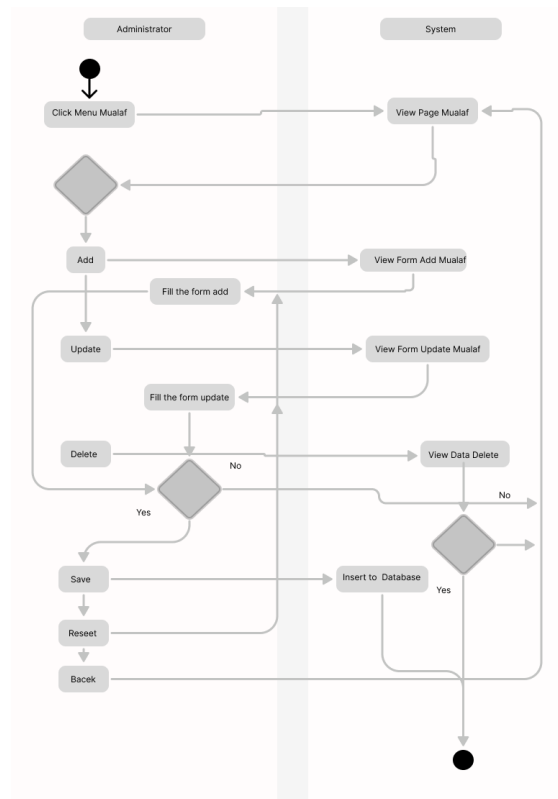 Administrator
System
Click Menu Mualaf
View Page Mualaf
Add
View Form Add Mualaf
Fill the form add
Update
View Form Update Mualaf
Fill the form update
Delete
View Data Delete
No
No
Yes
Save
Insert to Database
Yes
Reseet
Bacek